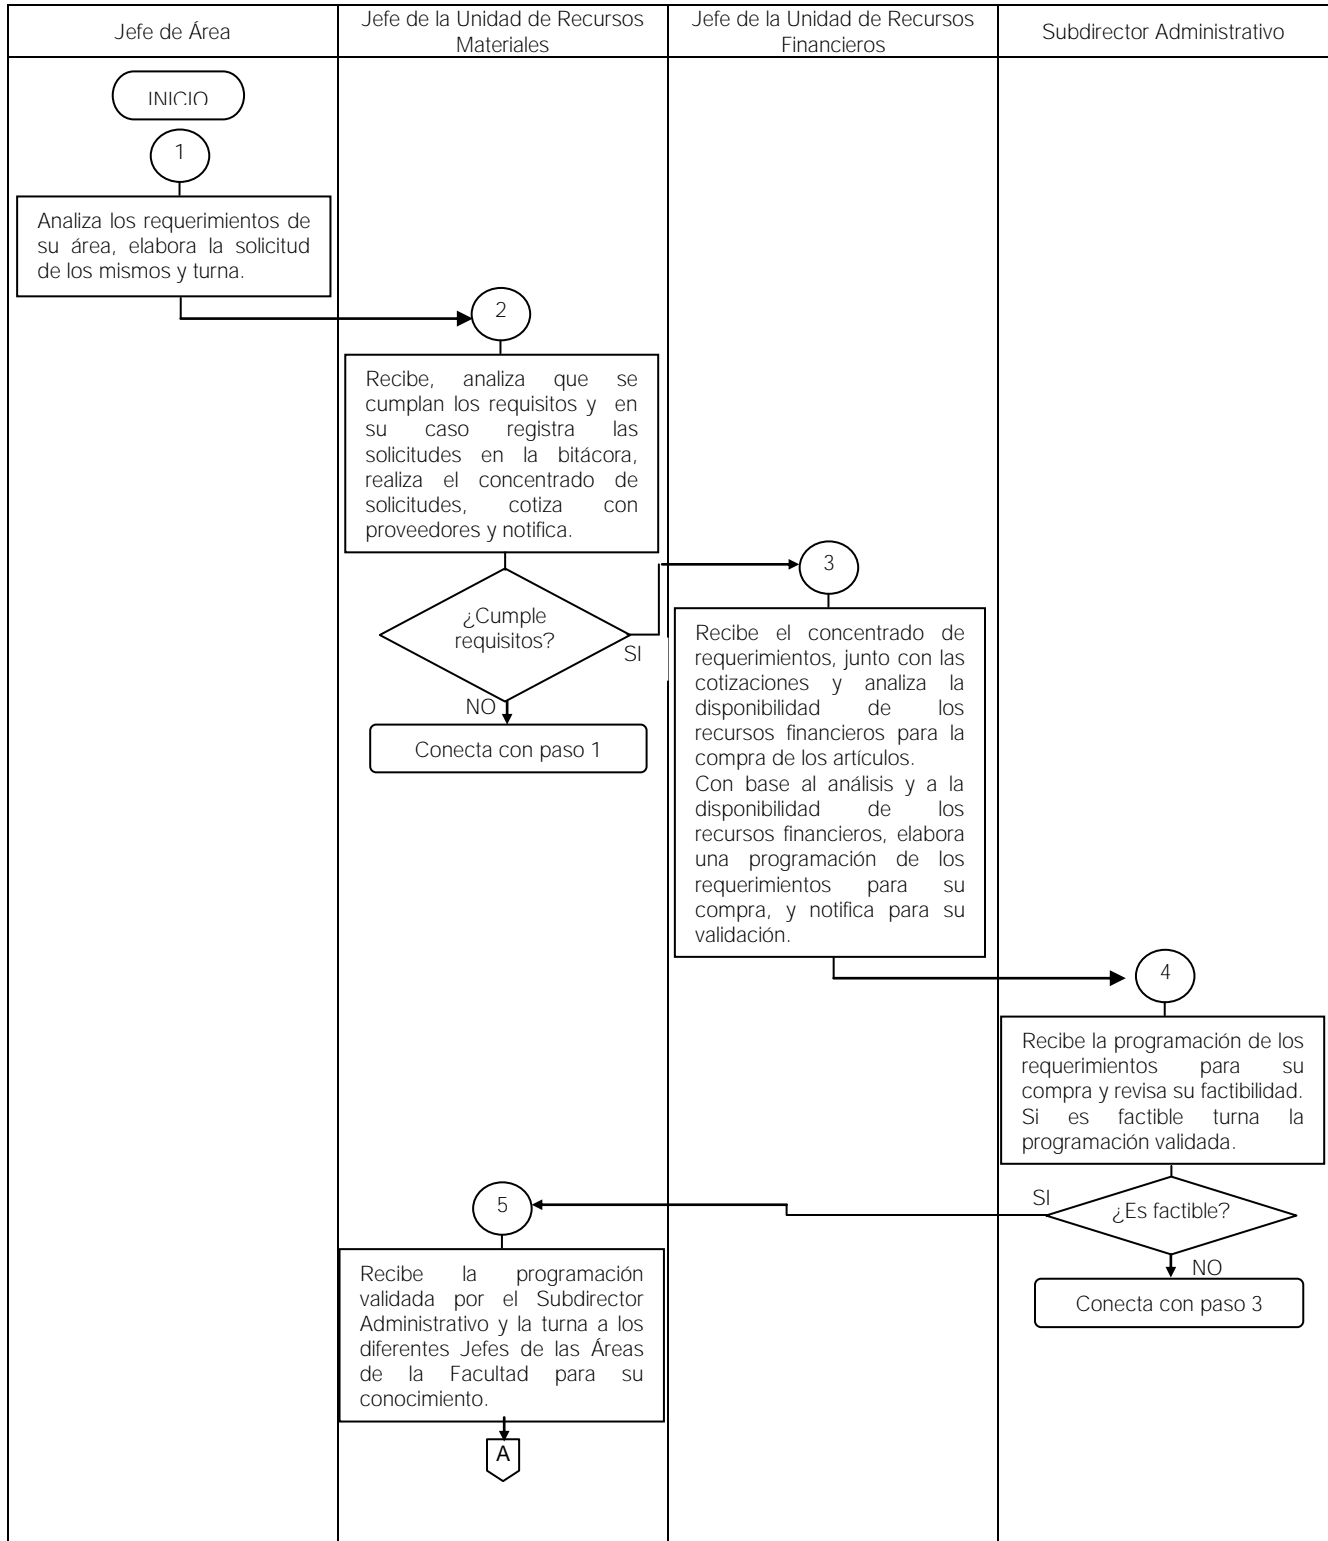 Jefe de Área
Jefe de la Unidad de Recursos
Materiales
Jefe de la Unidad de Recursos
Financieros
Subdirector Administrativo
INICIO
1
Analiza los requerimientos de
su área, elabora la solicitud
de los mismos y turna.
2
Recibe, analiza que se
cumplan los requisitos y en
su caso registra las
solicitudes en la bitácora,
realiza el concentrado de
solicitudes, cotiza con
proveedores y notifica.
¿Cumple
requisitos?
SI
NO
Conecta con paso 1
3
Recibe el concentrado de
requerimientos, junto con las
cotizaciones y analiza la
disponibilidad de los
recursos financieros para la
compra de los artículos.
Con base al análisis y a la
disponibilidad de los
recursos financieros, elabora
una programación de los
requerimientos para su
compra, y notifica para su
validación.
4
Recibe la programación de los
requerimientos para su
compra y revisa su factibilidad.
Si es factible turna la
programación validada.
¿Es factible?
SI
NO
Conecta con paso 3
5
Recibe la programación
validada por el Subdirector
Administrativo y la turna a los
diferentes Jefes de las Áreas
de la Facultad para su
conocimiento.
A